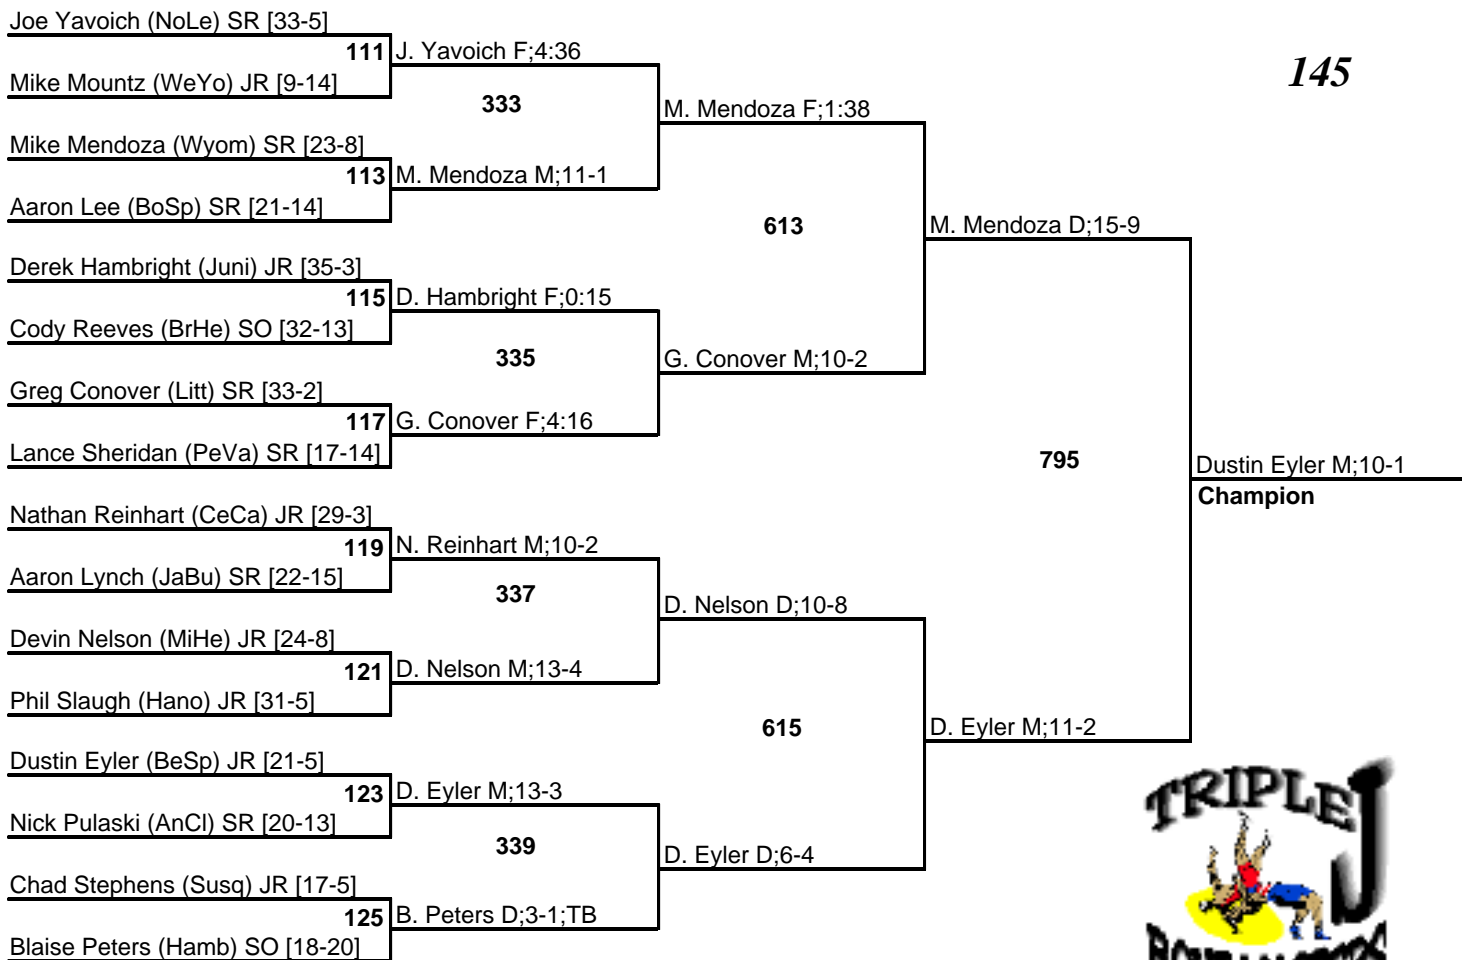 Joe Yavoich (NoLe) SR [33-5]
111 J. Yavoich F;4:36
Mike Mountz (WeYo) JR [9-14]
145
333
M. Mendoza F;1:38
Mike Mendoza (Wyom) SR [23-8]
113 M. Mendoza M;11-1
Aaron Lee (BoSp) SR [21-14]
613
M. Mendoza D;15-9
Derek Hambright (Juni) JR [35-3]
115 D. Hambright F;0:15
Cody Reeves (BrHe) SO [32-13]
335
G. Conover M;10-2
Greg Conover (Litt) SR [33-2]
117 G. Conover F;4:16
Lance Sheridan (PeVa) SR [17-14]
795
Dustin Eyler M;10-1
Champion
Nathan Reinhart (CeCa) JR [29-3]
119 N. Reinhart M;10-2
Aaron Lynch (JaBu) SR [22-15]
337
D. Nelson D;10-8
Devin Nelson (MiHe) JR [24-8]
121 D. Nelson M;13-4
Phil Slaugh (Hano) JR [31-5]
615
D. Eyler M;11-2
Dustin Eyler (BeSp) JR [21-5]
123 D. Eyler M;13-3
Nick Pulaski (AnCl) SR [20-13]
339
D. Eyler D;6-4
Chad Stephens (Susq) JR [17-5]
125 B. Peters D;3-1;TB
Blaise Peters (Hamb) SO [18-20]
TRIPLE J